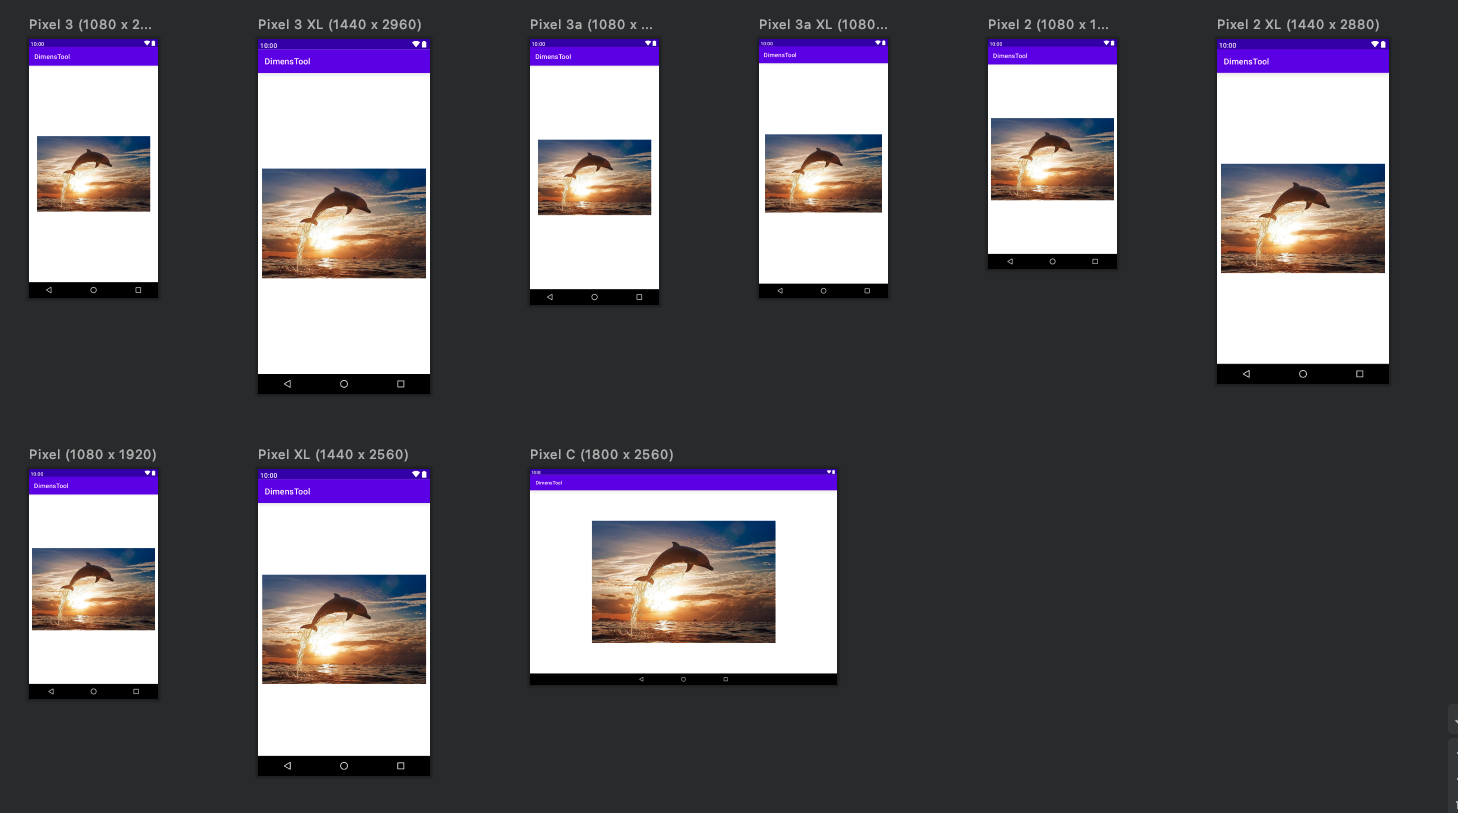 Pixel 3 (1080 x 2...
Pixel 3 XL (1440 x 2960)
Pixel 3a (1080 x ...
Pixel 3a XL (1080...
Pixel 2 (1080 x 1...
Pixel 2 XL (1440 x 2880)
10:00
10:00
10:00
10:00
10:00
10:00
DimensTool
DimensTool
DimensTool
DimensTool
DimensTool
DimensTool
Pixel (1080 x 1920)
Pixel XL (1440 x 2560)
Pixel C (1800 x 2560)
10:00
10:00
10:00
DimensTool
DimensTool
DimensTool